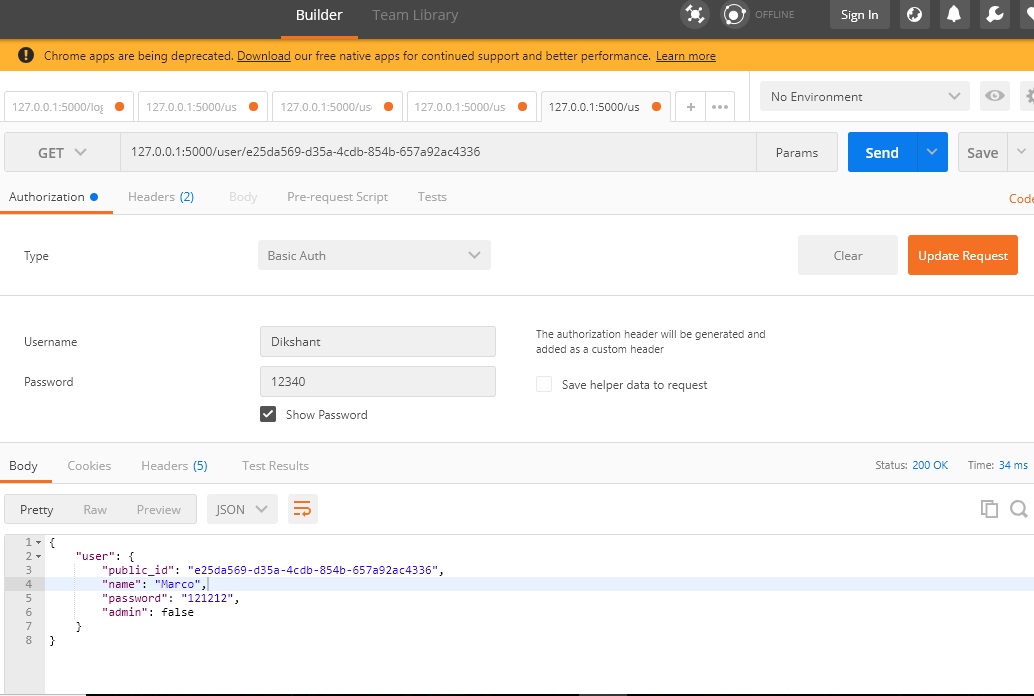 Builder Team Library OFFLINE Sign In
Chrome apps are being deprecated. Download our free native apps for continued support and better performance. Learn more
127.0.0.1:5000/log 127.0.0.1:5000/us 127.0.0.1:5000/us 127.0.0.1:5000/us 127.0.0.1:5000/us + ••• No Environment
GET 127.0.0.1:5000/user/e25da569-d35a-4cdb-854b-657a92ac4336 Params Send Save
Authorization Headers (2) Body Pre-request Script Tests Code
Type Basic Auth Clear Update Request
Username Dikshant
The authorization header will be generated and
added as a custom header
Password 12340
Save helper data to request
Show Password
Body Cookies Headers (5) Test Results Status: 200 OK Time: 34 ms
Pretty Raw Preview JSON
1 {
2 "user": {
3 "public_id": "e25da569-d35a-4cdb-854b-657a92ac4336",
4 "name": "Marco",
5 "password": "121212",
6 "admin": false
7 }
8 }